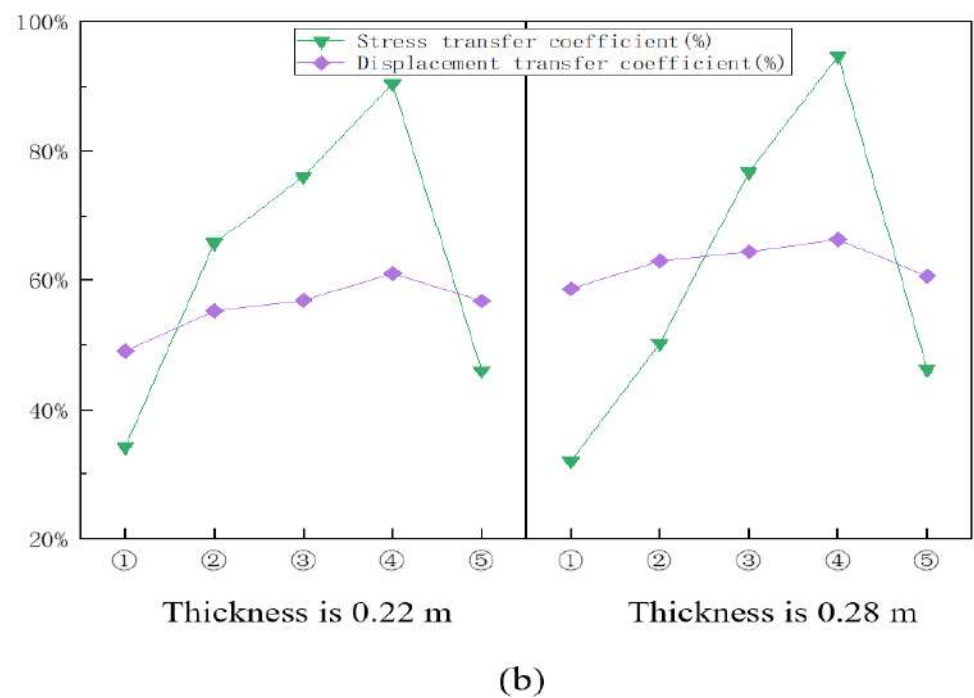 100%
Stress transfer coefficient(%)
Displacement transfer coefficient(%)
80%
60%
40%
20%
① ② ③ ④ ⑤ ① ② ③ ④ ⑤
Thickness is 0.22 m Thickness is 0.28 m
(b)